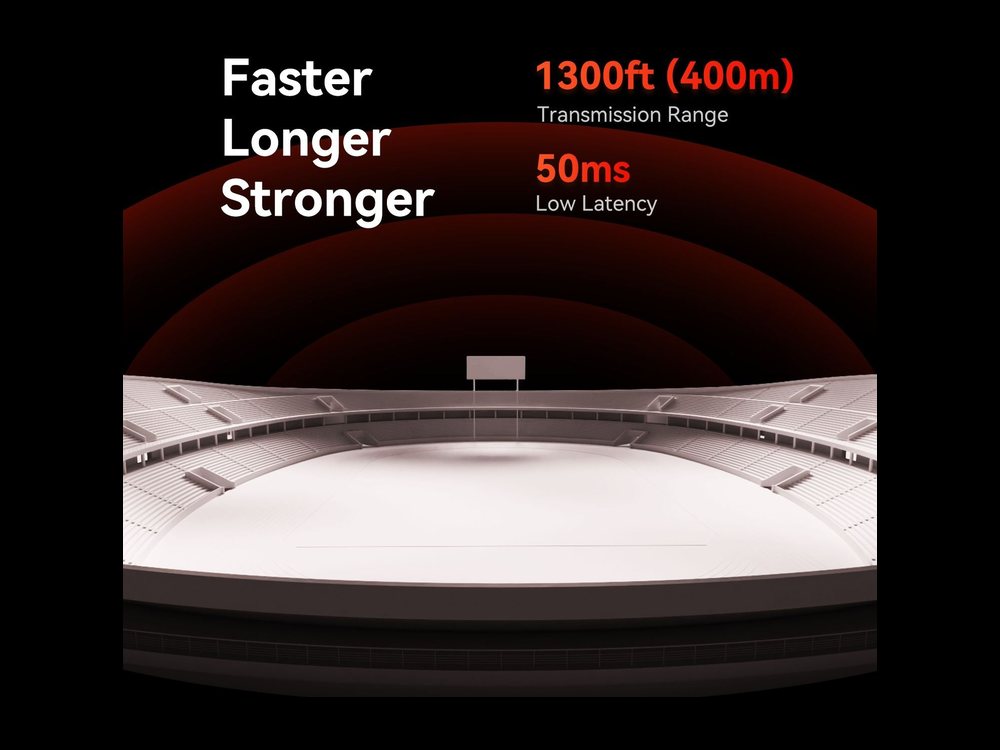 Faster
Longer
Stronger
1300ft (400m)
Transmission Range
50ms
Low Latency